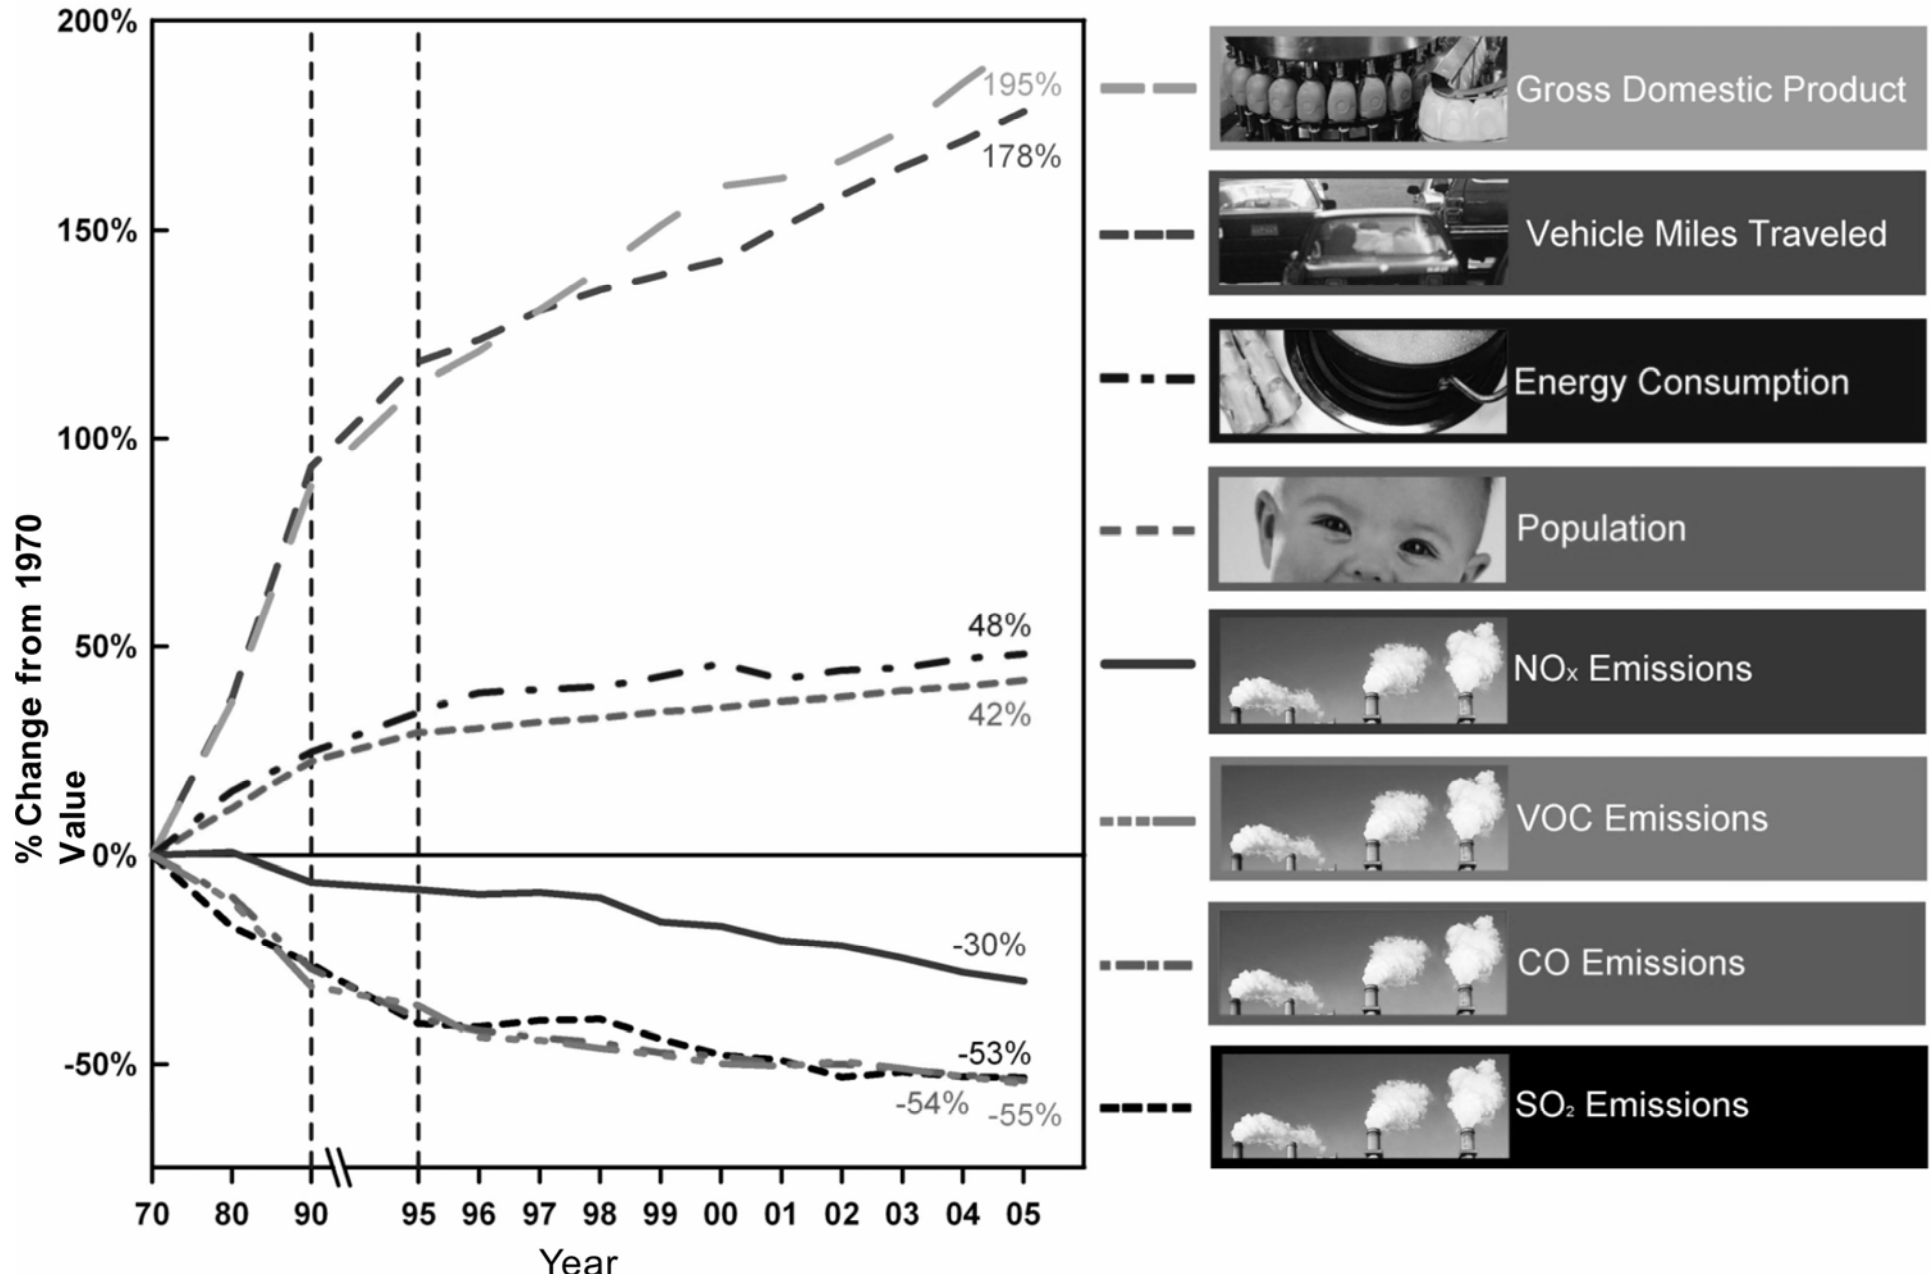 200%
150%
100%
50%
0%
-50%
% Change from 1970
Value
195%
178%
48%
42%
-30%
-53%
-54%
-55%
70 80 90 95 96 97 98 99 00 01 02 03 04 05
Year
Gross Domestic Product
Vehicle Miles Traveled
Energy Consumption
Population
NOx Emissions
VOC Emissions
CO Emissions
SO₂ Emissions